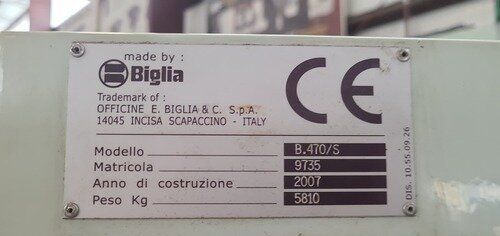 made by :
Biglia
CE
Trademark of :
OFFICINE E. BIGLIA & C. S.p.A.
14045 INCISA SCAPACCINO - ITALY
Modello B.470/S
Matricola 9735
Anno di costruzione 2007
Peso Kg 5810
DIS. 10.55.09.26